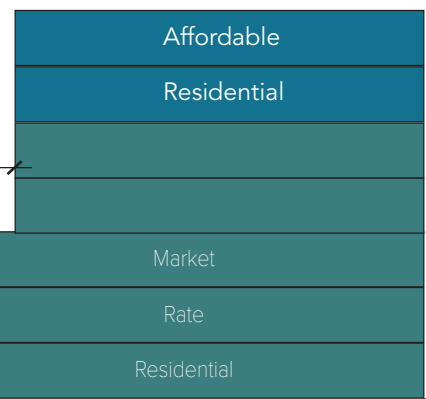 Affordable
Residential
Market
Rate
Residential